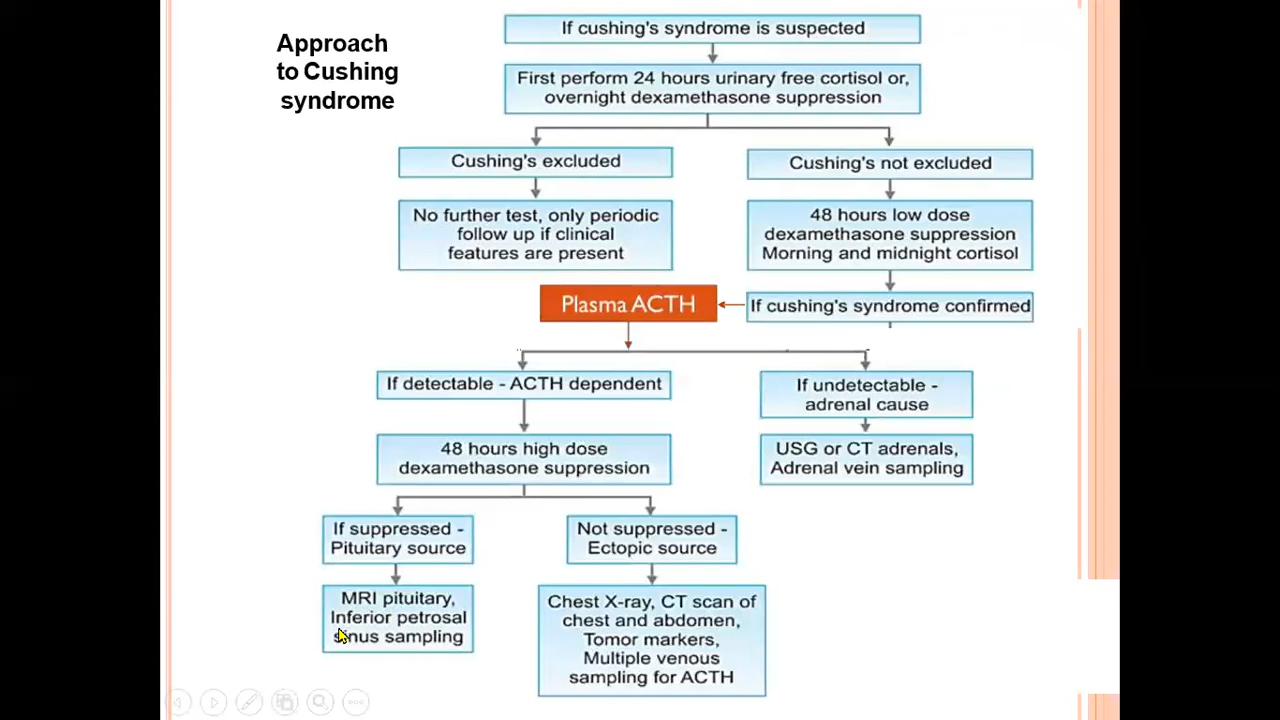 Approach
to Cushing
syndrome
If cushing's syndrome is suspected
First perform 24 hours urinary free cortisol or,
overnight dexamethasone suppression
Cushing's excluded
Cushing's not excluded
No further test, only periodic
follow up if clinical
features are present
48 hours low dose
dexamethasone suppression
Morning and midnight cortisol
Plasma ACTH
If cushing's syndrome confirmed
If detectable - ACTH dependent
If undetectable -
adrenal cause
48 hours high dose
dexamethasone suppression
USG or CT adrenals,
Adrenal vein sampling
If suppressed -
Pituitary source
Not suppressed -
Ectopic source
MRI pituitary,
Inferior petrosal
sinus sampling
Chest X-ray, CT scan of
chest and abdomen,
Tomor markers,
Multiple venous
sampling for ACTH